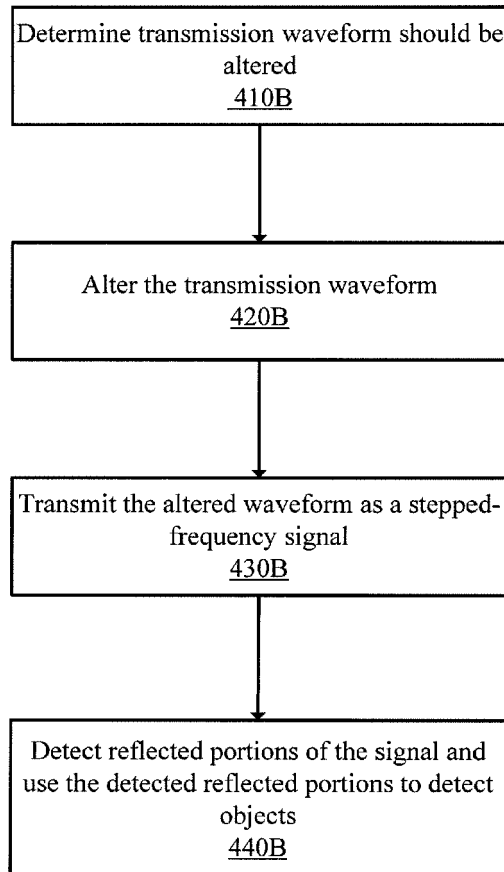 Determine transmission waveform should be
altered
410B
Alter the transmission waveform
420B
Transmit the altered waveform as a stepped-
frequency signal
430B
Detect reflected portions of the signal and
use the detected reflected portions to detect
objects
440B